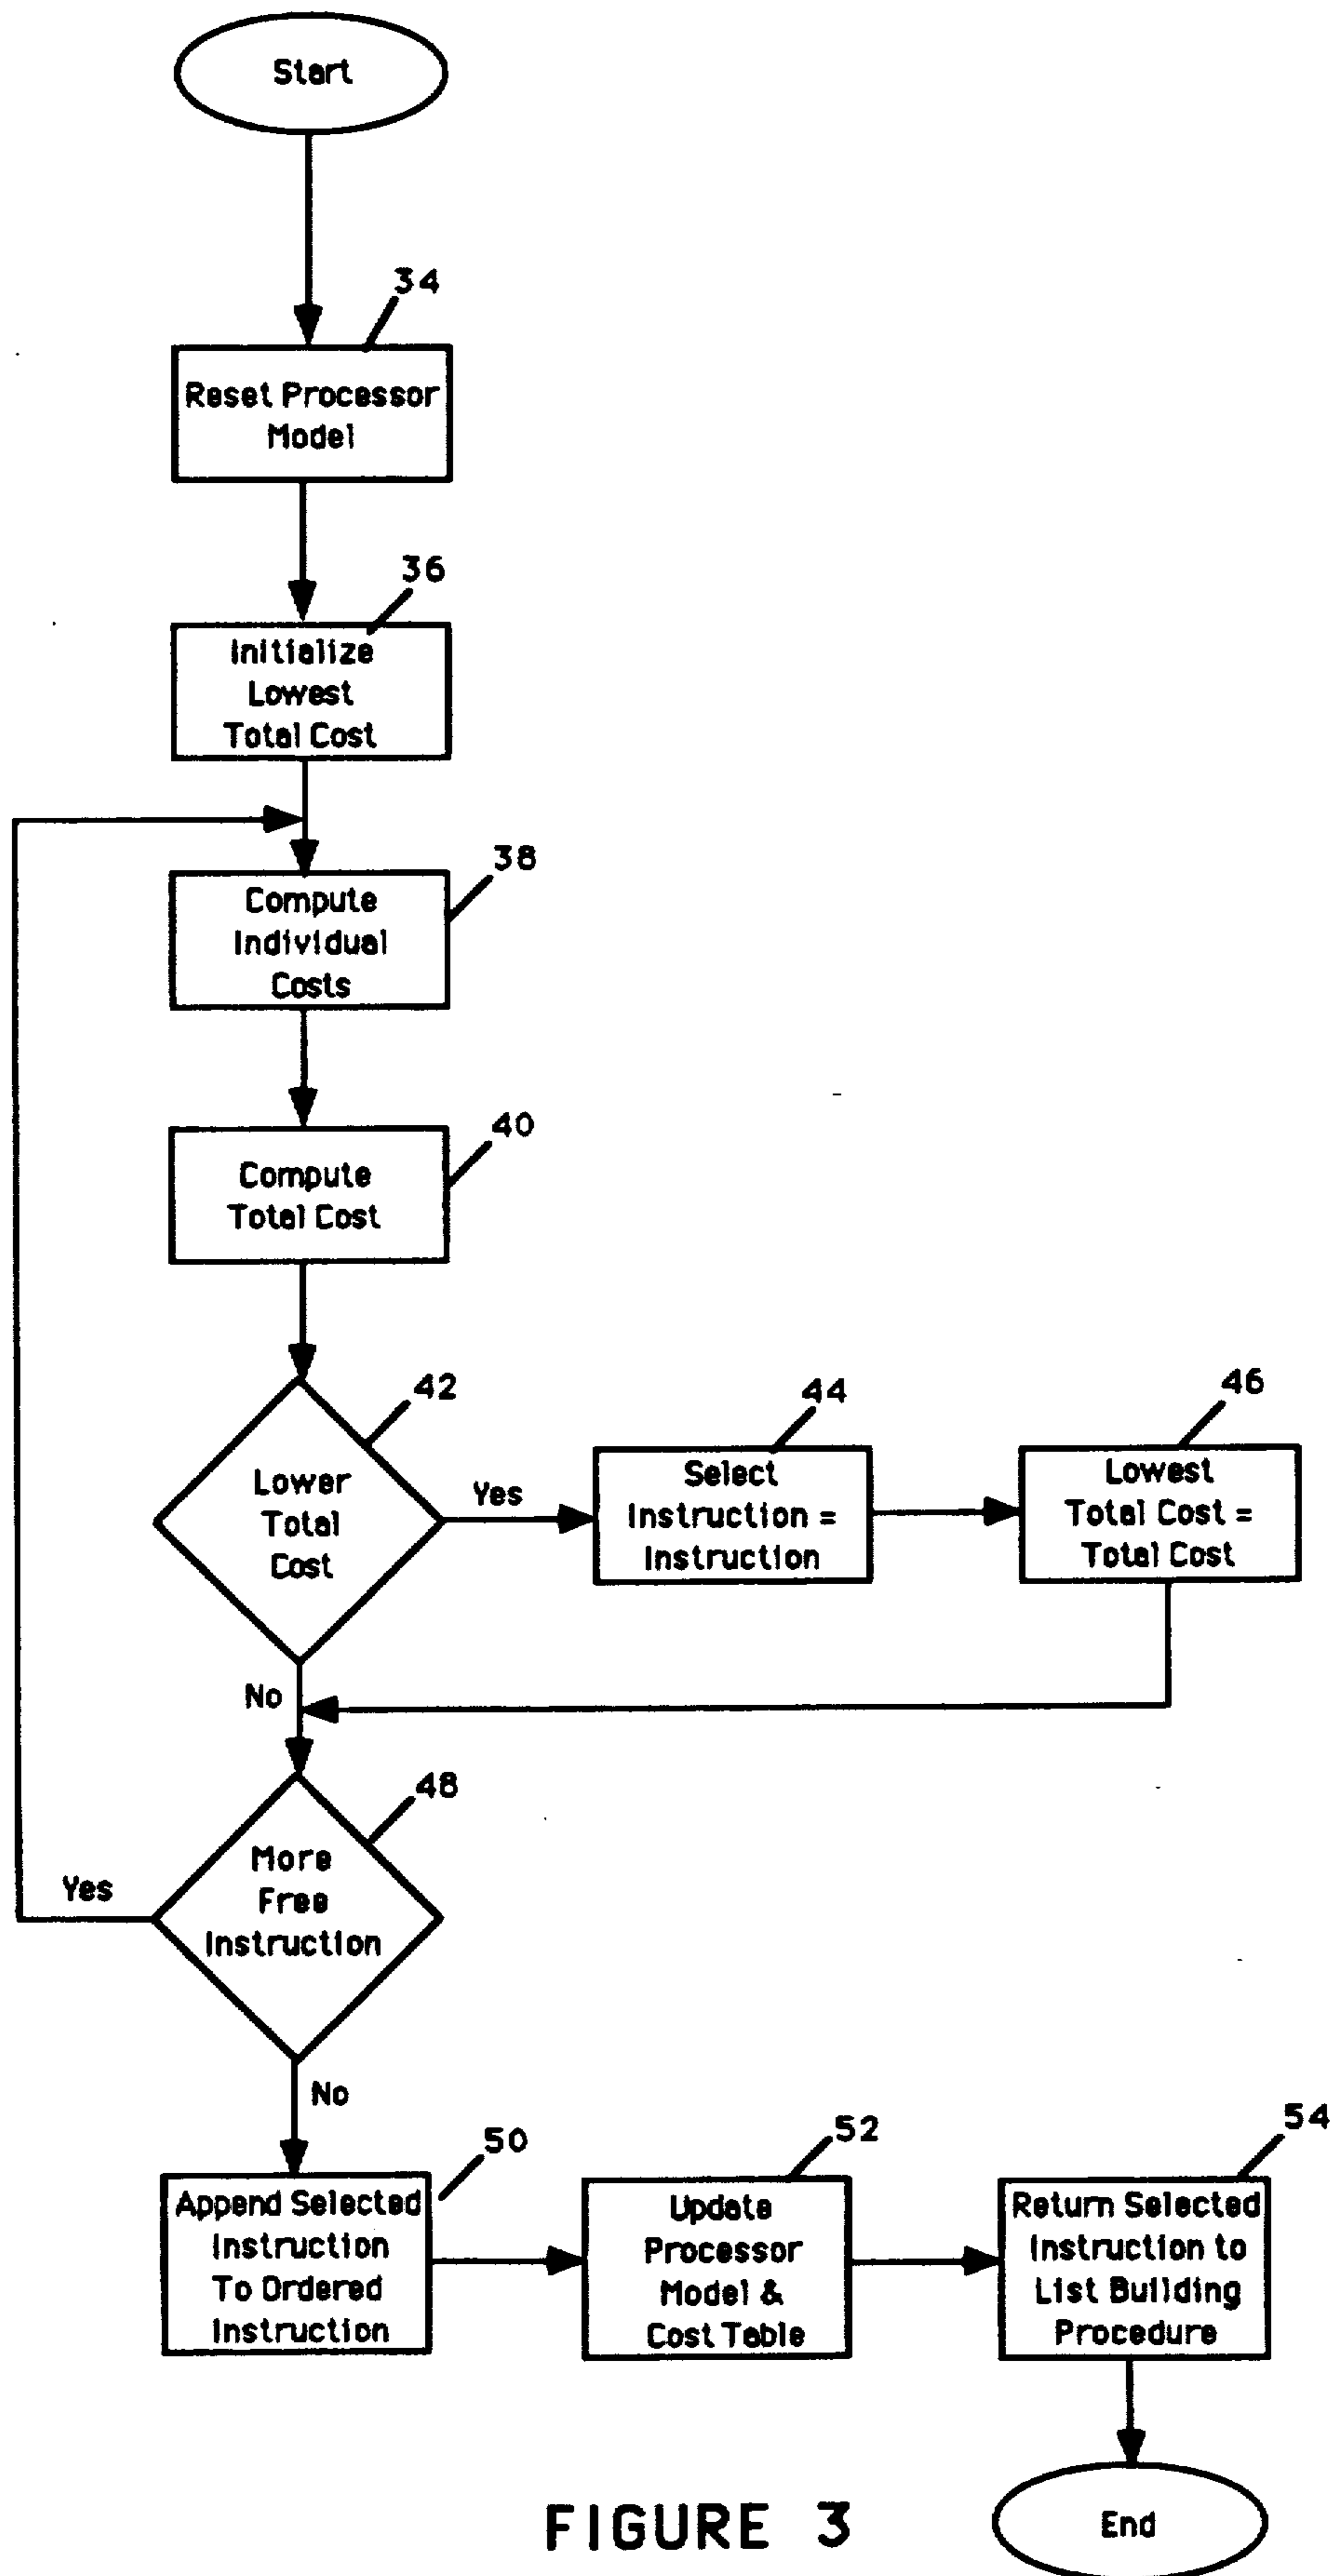 Start
34
Reset Processor
Model
36
Initialize
Lowest
Total Cost
38
Compute
Individual
Costs
40
Compute
Total Cost
42
Lower
Total
Cost
Yes
44
Select
Instruction =
Instruction
46
Lowest
Total Cost =
Total Cost
No
48
More
Free
Instruction
Yes
No
50
Append Selected
Instruction
To Ordered
Instruction
52
Update
Processor
Model &
Cost Table
54
Return Selected
Instruction to
List Building
Procedure
End
FIGURE 3